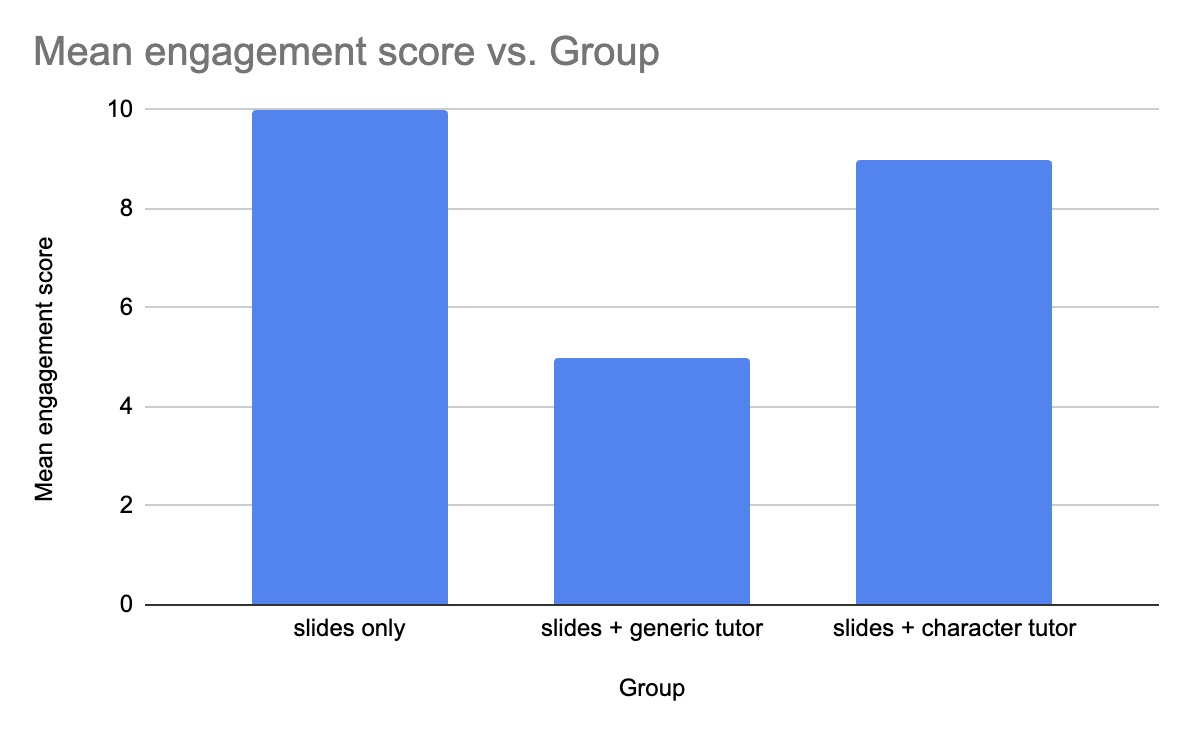 Mean engagement score vs. Group
10
8
6
4
2
0
Mean engagement score
slides only
slides + generic tutor
slides + character tutor
Group